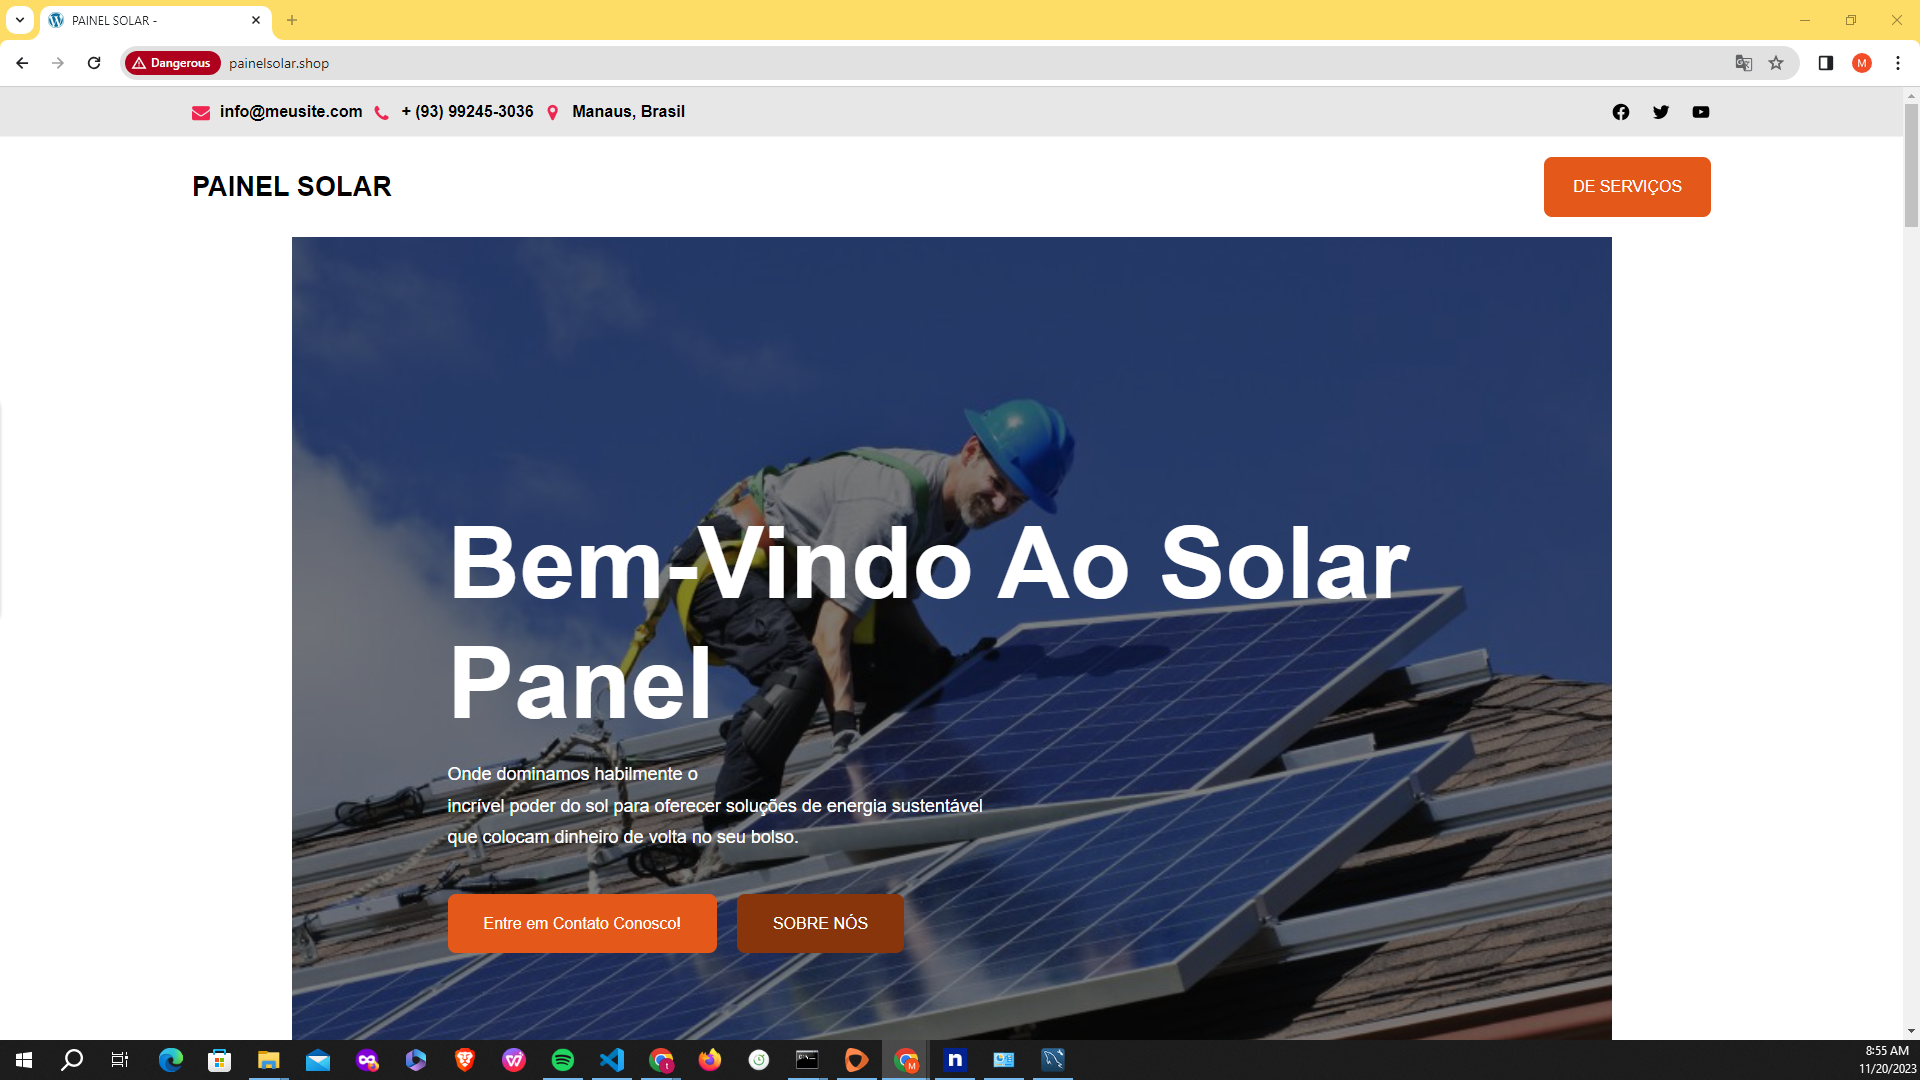 PAINEL SOLAR -
Dangerous
painelsolar.shop
M
info@meusite.com
+ (93) 99245-3036
Manaus, Brasil
PAINEL SOLAR
DE SERVIÇOS
Bem-Vindo Ao Solar
Panel
Onde dominamos habilmente o
incrível poder do sol para oferecer soluções de energia sustentável
que colocam dinheiro de volta no seu bolso.
Entre em Contato Conosco!
SOBRE NÓS
8:55 AM
11/20/2023